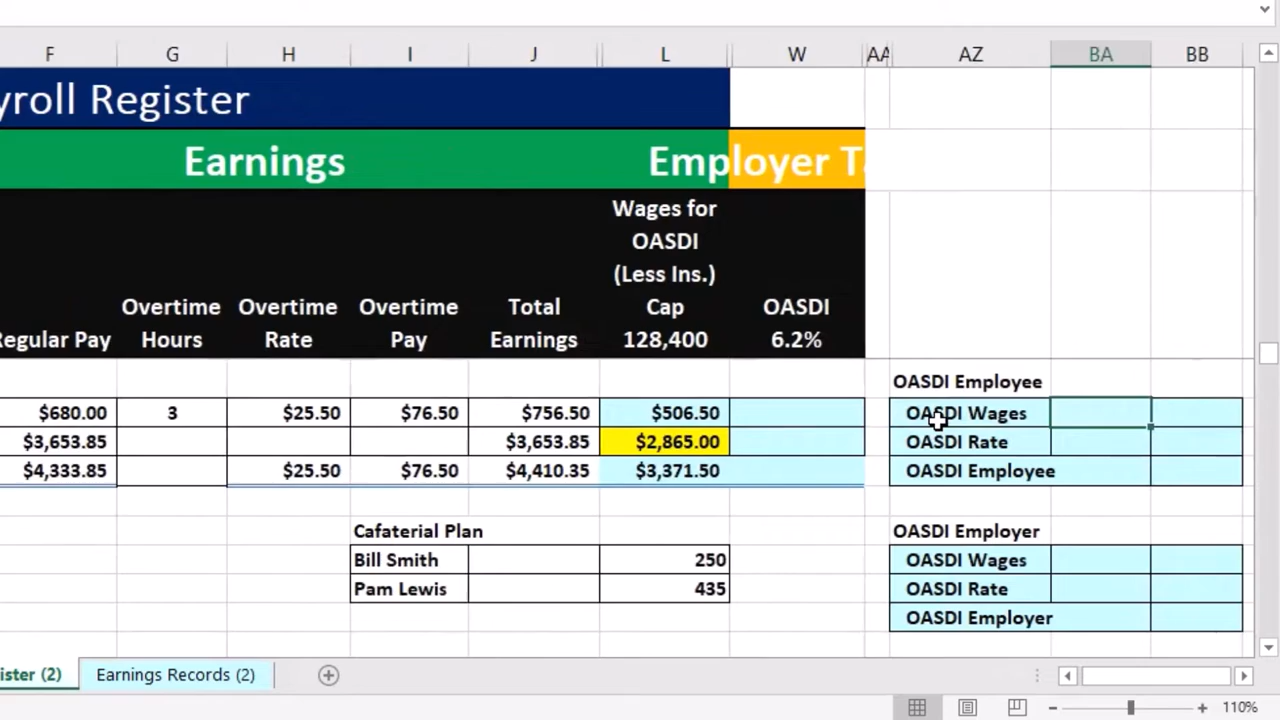 F G H I J L W AA AZ BA BB
yroll Register
Earnings Employer T
Regular Pay
Overtime
Hours
Overtime
Rate
Overtime
Pay
Total
Earnings
Wages for
OASDI
(Less Ins.)
Cap
128,400
OASDI
6.2%
OASDI Employee
$680.00 3 $25.50 $76.50 $756.50 $506.50 OASDI Wages
$3,653.85 $3,653.85 $2,865.00 OASDI Rate
$4,333.85 $25.50 $76.50 $4,410.35 $3,371.50 OASDI Employee
Cafaterial Plan OASDI Employer
Bill Smith 250 OASDI Wages
Pam Lewis 435 OASDI Rate
OASDI Employer
ister (2) Earnings Records (2)
110%